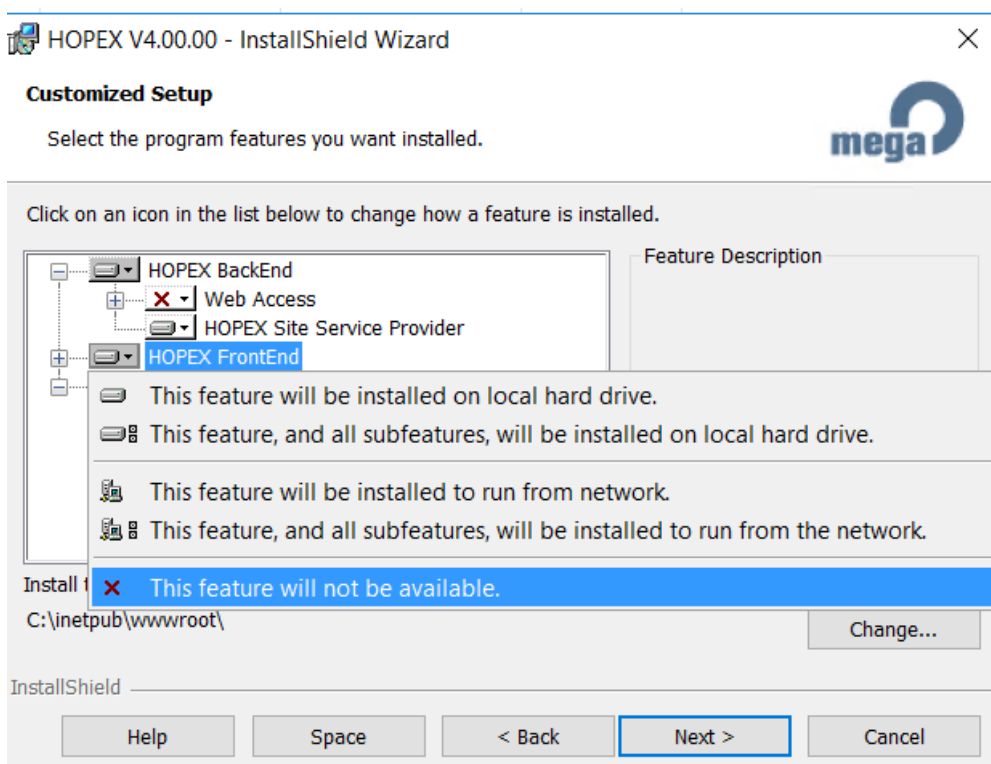 HOPEX V4.00.00 - InstallShield Wizard
Customized Setup
Select the program features you want installed.
mega
Click on an icon in the list below to change how a feature is installed.
Feature Description
HOPEX BackEnd
Web Access
HOPEX Site Service Provider
HOPEX FrontEnd
This feature will be installed on local hard drive.
This feature, and all subfeatures, will be installed on local hard drive.
This feature will be installed to run from network.
This feature, and all subfeatures, will be installed to run from the network.
This feature will not be available.
Install
C:\inetpub\wwwroot\
Change...
InstallShield
Help
Space
< Back
Next >
Cancel